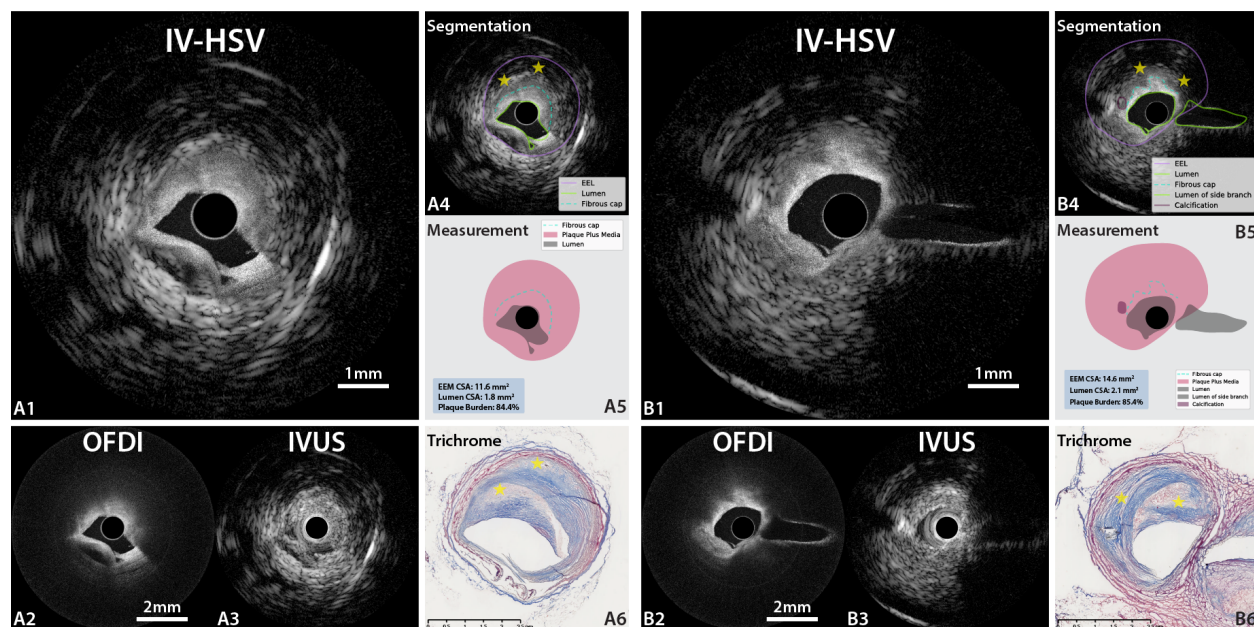 IV-HSV
1mm
A1
Segmentation
EEL
Lumen
Fibrous cap
A4
Measurement
Fibrous cap
Plaque Plus Media
Lumen
EEM CSA: 11.6 mm²
Lumen CSA: 1.8 mm²
Plaque Burden: 84.4%
A5
OFDI
2mm
A2
IVUS
A3
Trichrome
A6
IV-HSV
1mm
B1
Segmentation
EEL
Lumen
Fibrous cap
Lumen of side branch
Calcification
B4
Measurement
B5
EEM CSA: 14.6 mm²
Lumen CSA: 2.1 mm²
Plaque Burden: 85.4%
Fibrous cap
Plaque Plus Media
Lumen
Lumen of side branch
Calcification
OFDI
2mm
B2
IVUS
B3
Trichrome
B6